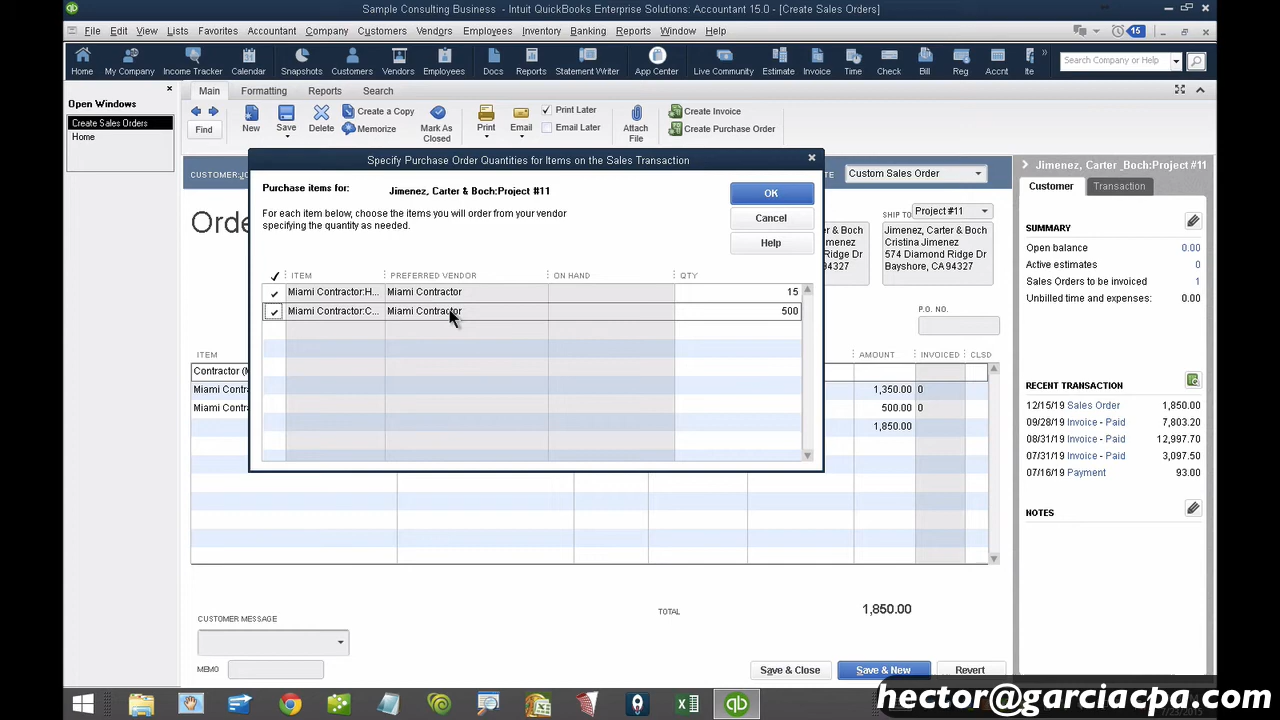 Sample Consulting Business - Intuit QuickBooks Enterprise Solutions: Accountant 15.0 - [Create Sales Orders]
File Edit View Lists Favorites Accountant Company Customers Vendors Employees Inventory Banking Reports Window Help
15
Home My Company Income Tracker Calendar Snapshots Customers Vendors Employees Docs Reports Statement Writer App Center Live Community Estimate Invoice Time Check Bill Reg Accnt Ite
Search Company or Help
Open Windows
Create Sales Orders
Home
Main Formatting Reports Search
Find New Save Delete
Create a Copy
Memorize
Mark As
Closed
Print Email
Print Later
Email Later
Attach
File
Create Invoice
Create Purchase Order
Specify Purchase Order Quantities for Items on the Sales Transaction
Purchase items for: Jimenez, Carter & Boch:Project #11
For each item below, choose the items you will order from your vendor
specifying the quantity as needed.
OK
Cancel
Help
ITEM PREFERRED VENDOR ON HAND QTY
Miami Contractor:H... Miami Contractor 15
Miami Contractor:C... Miami Contractor 500
Custom Sales Order
SHIP TO Project #11
Jimenez, Carter & Boch
Cristina Jimenez
574 Diamond Ridge Dr
Bayshore, CA 94327
P.O. NO.
ITEM AMOUNT INVOICED CLSD
1,350.00 0
500.00 0
1,850.00
CUSTOMER MESSAGE
MEMO
TOTAL 1,850.00
Save & Close Save & New Revert
Jimenez, Carter _Boch:Project #11
Customer Transaction
SUMMARY
Open balance 0.00
Active estimates 0
Sales Orders to be invoiced 1
Unbilled time and expenses: 0.00
RECENT TRANSACTION
12/15/19 Sales Order 1,850.00
09/28/19 Invoice - Paid 7,803.20
08/31/19 Invoice - Paid 12,997.70
07/31/19 Invoice - Paid 3,097.50
07/16/19 Payment 93.00
NOTES
hector@garciacpa.com